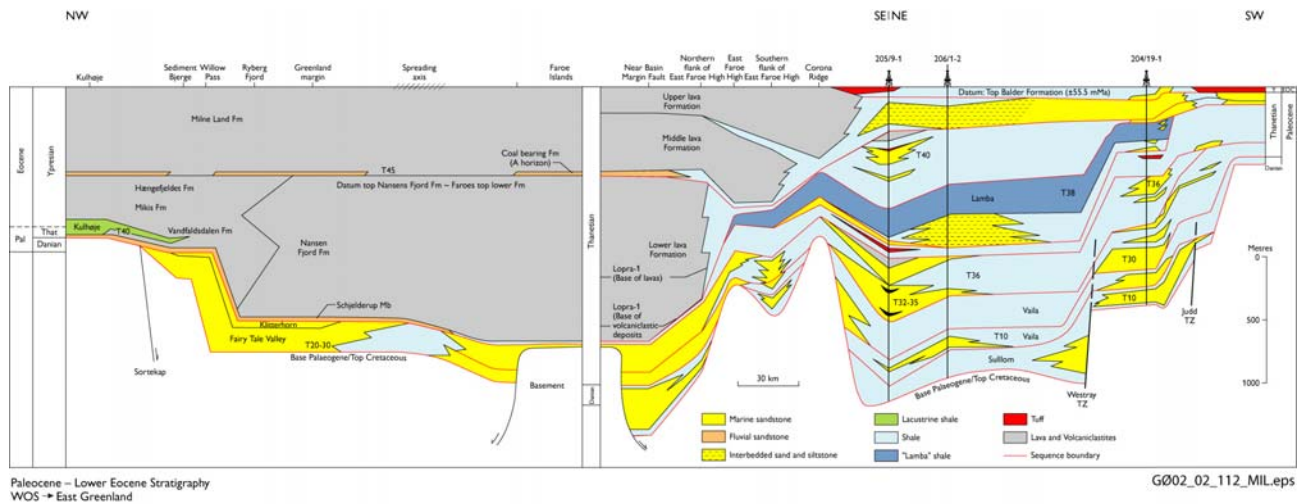 NW
SE
NE
SW
Kulhøje
Sediment
Bjerge
Willow
Pass
Ryberg
Fjord
Greenland
margin
Spreading
axis
Faroe
Islands
Near Basin
Margin Fault
Northern
flank of
East Faroe High
East
Faroe
High
Southern
flank of
East Faroe High
Corona
Ridge
205/9-1
206/1-2
204/19-1
Datum: Top Balder Formation (±55.5 mMa)
Upper lava
Formation
Milne Land Fm
Middle lava
Formation
Coal bearing Fm
(A horizon)
T45
Datum top Nansens Fjord Fm ~ Faroes top lower Fm
Hængefjeldet Fm
Mikis Fm
Vandfaldsdalen Fm
Kulhøje
T40
Nansen
Fjord Fm
Schjelderup Mb
Klitterhorn
Fairy Tale Valley
T20-30
Base Palaeogene/Top Cretaceous
Sortekap
Basement
Eocene
Ypresian
Pal
That
Danian
Thanetian
Danian
Lower lava
Formation
Lopra-1
(Base of lavas)
Lopra-1
(Base of
volcaniclastic
deposits
T40
Lamba
T38
T36
T36
T32-35
T30
T10
Vaila
T10
Vaila
Sulllom
Base Palaeogene/Top Cretaceous
Westray
TZ
Judd
TZ
Y
EOC
Thanetian
Paleocene
Danian
Metres
0
500
1000
30 km
Marine sandstone
Fluvial sandstone
Interbedded sand and siltstone
Lacustrine shale
Shale
"Lamba" shale
Tuff
Lava and Volcaniclastites
Sequence boundary
Paleocene – Lower Eocene Stratigraphy
WOS → East Greenland
GØ02_02_112_MIL.eps